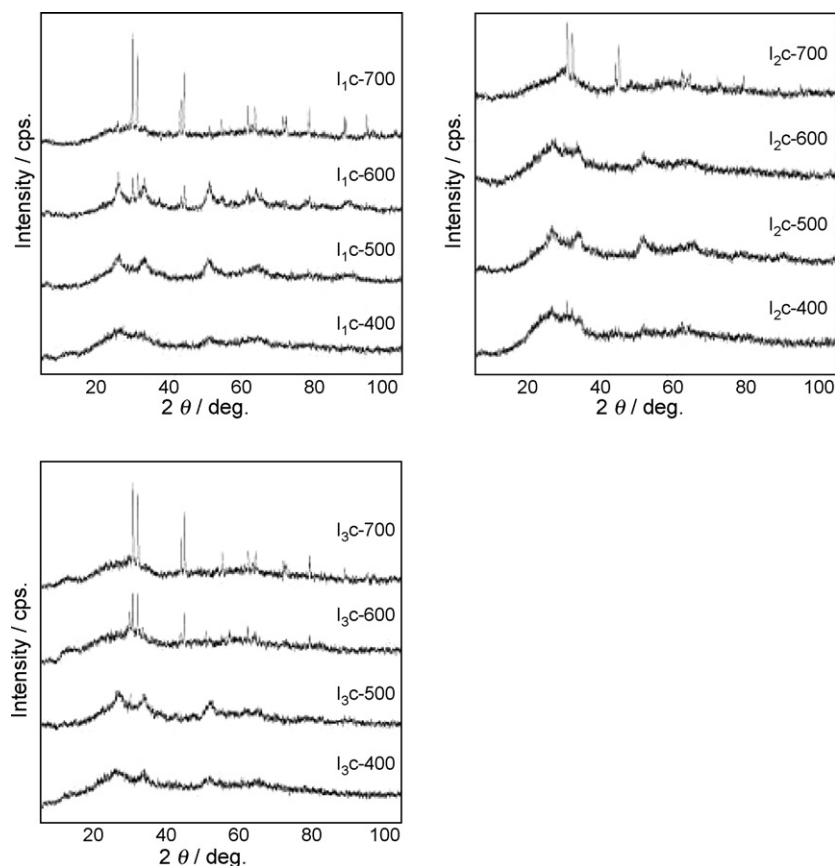 Intensity / cps.
I₁c-700
I₁c-600
I₁c-500
I₁c-400
20 40 60 80 100
2 θ / deg.
Intensity / cps.
I₂c-700
I₂c-600
I₂c-500
I₂c-400
20 40 60 80 100
2 θ / deg.
Intensity / cps.
I₃c-700
I₃c-600
I₃c-500
I₃c-400
20 40 60 80 100
2 θ / deg.